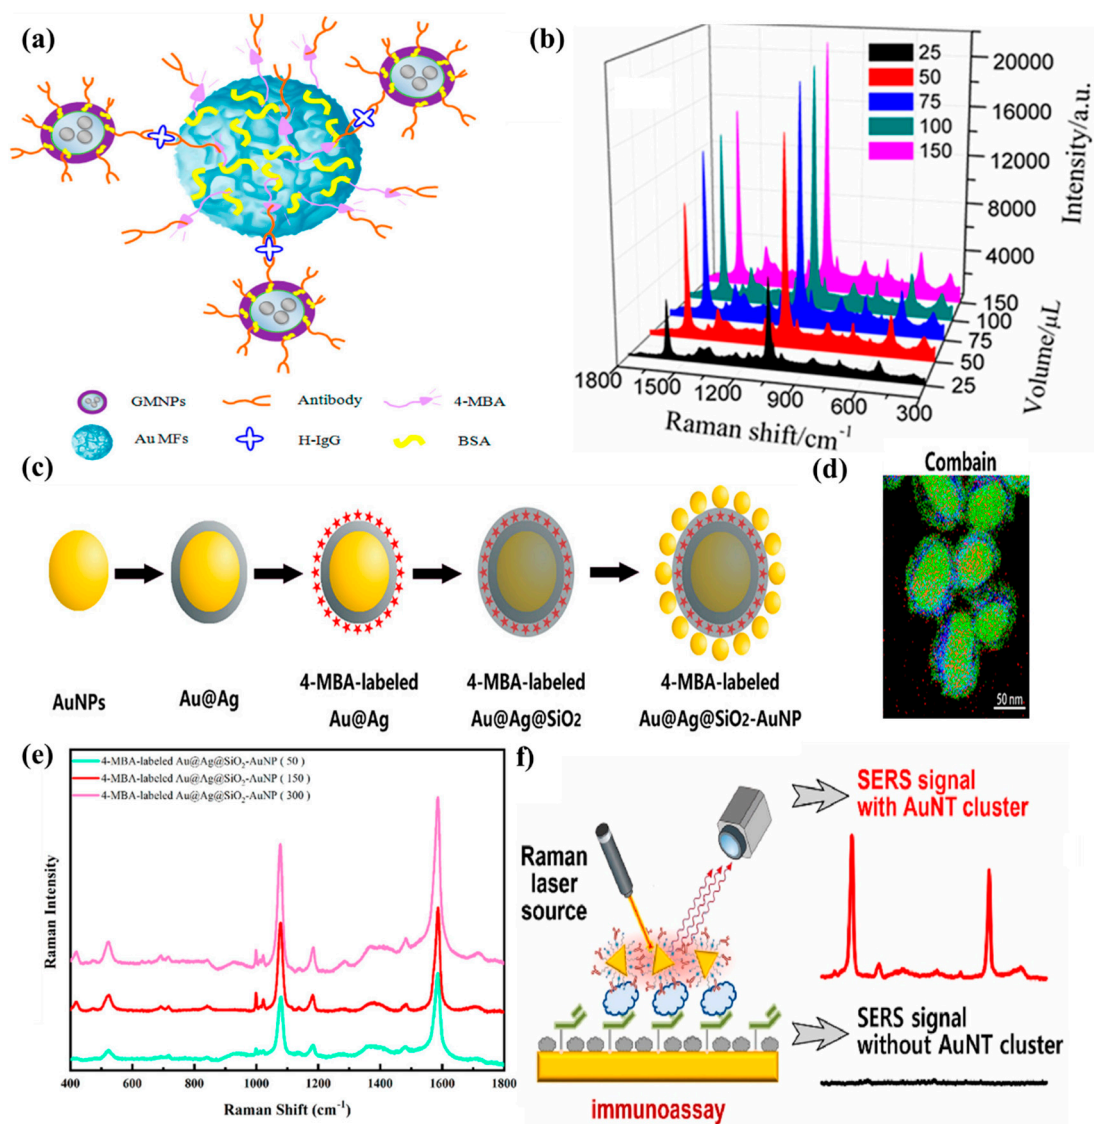 (a)
GMNPs
Antibody
4-MBA
Au MFs
H-IgG
BSA
(b)
25
50
75
100
150
20000
16000
12000
8000
4000
Intensity/a.u.
150
100
75
50
25
Volume/μL
1800
1500
1200
900
600
300
Raman shift/cm-1
(c)
AuNPs
Au@Ag
4-MBA-labeled
Au@Ag
4-MBA-labeled
Au@Ag@SiO2
4-MBA-labeled
Au@Ag@SiO2-AuNP
(d)
Combain
50 nm
(e)
4-MBA-labeled Au@Ag@SiO2-AuNP ( 50 )
4-MBA-labeled Au@Ag@SiO2-AuNP ( 150 )
4-MBA-labeled Au@Ag@SiO2-AuNP ( 300 )
Raman Intensity
400 600 800 1000 1200 1400 1600 1800
Raman Shift (cm-1)
(f)
Raman
laser
source
SERS signal
with AuNT cluster
SERS signal
without AuNT cluster
immunoassay